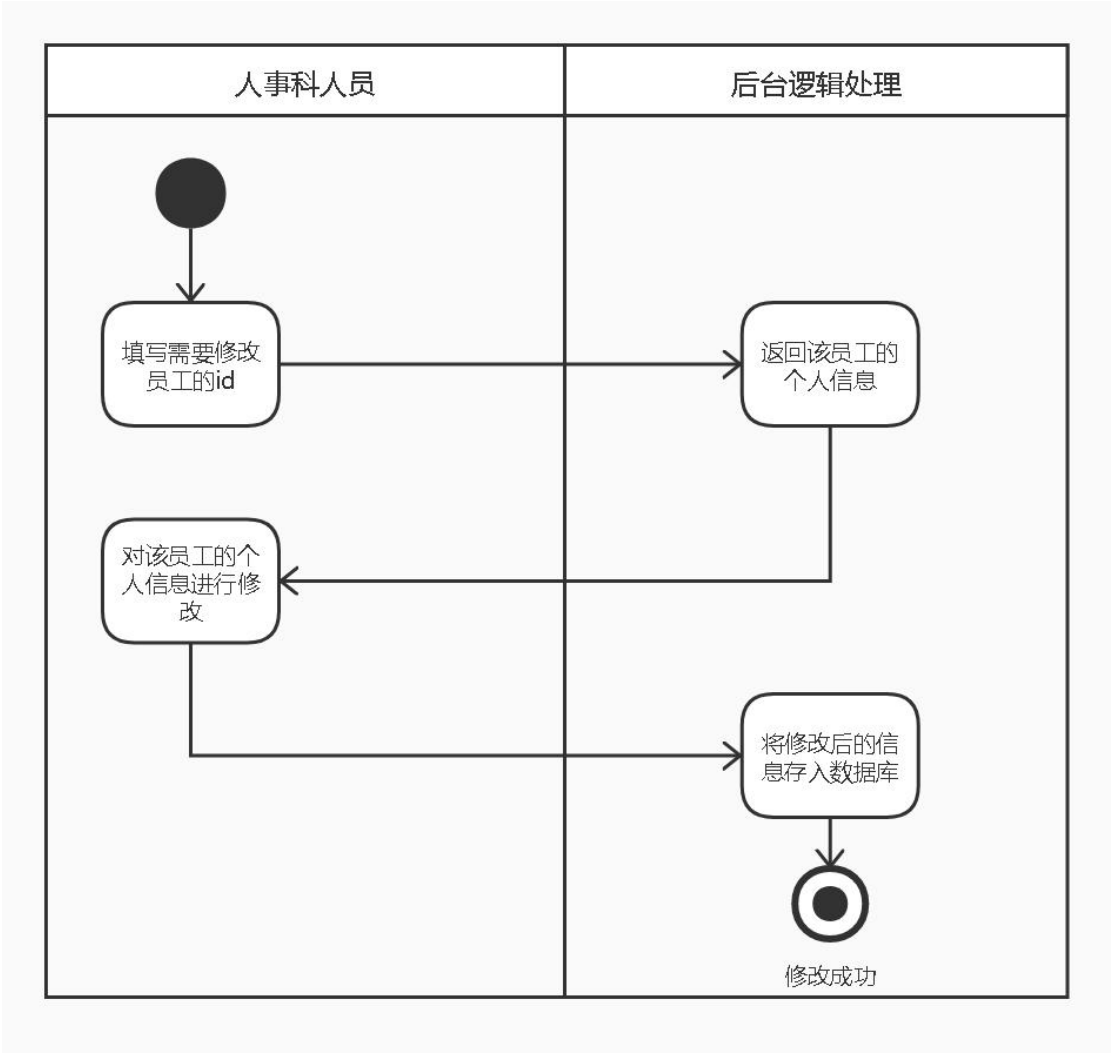 人事科人员
后台逻辑处理
填写需要修改
员工的id
返回该员工的
个人信息
对该员工的个
人信息进行修
改
将修改后的信
息存入数据库
修改成功